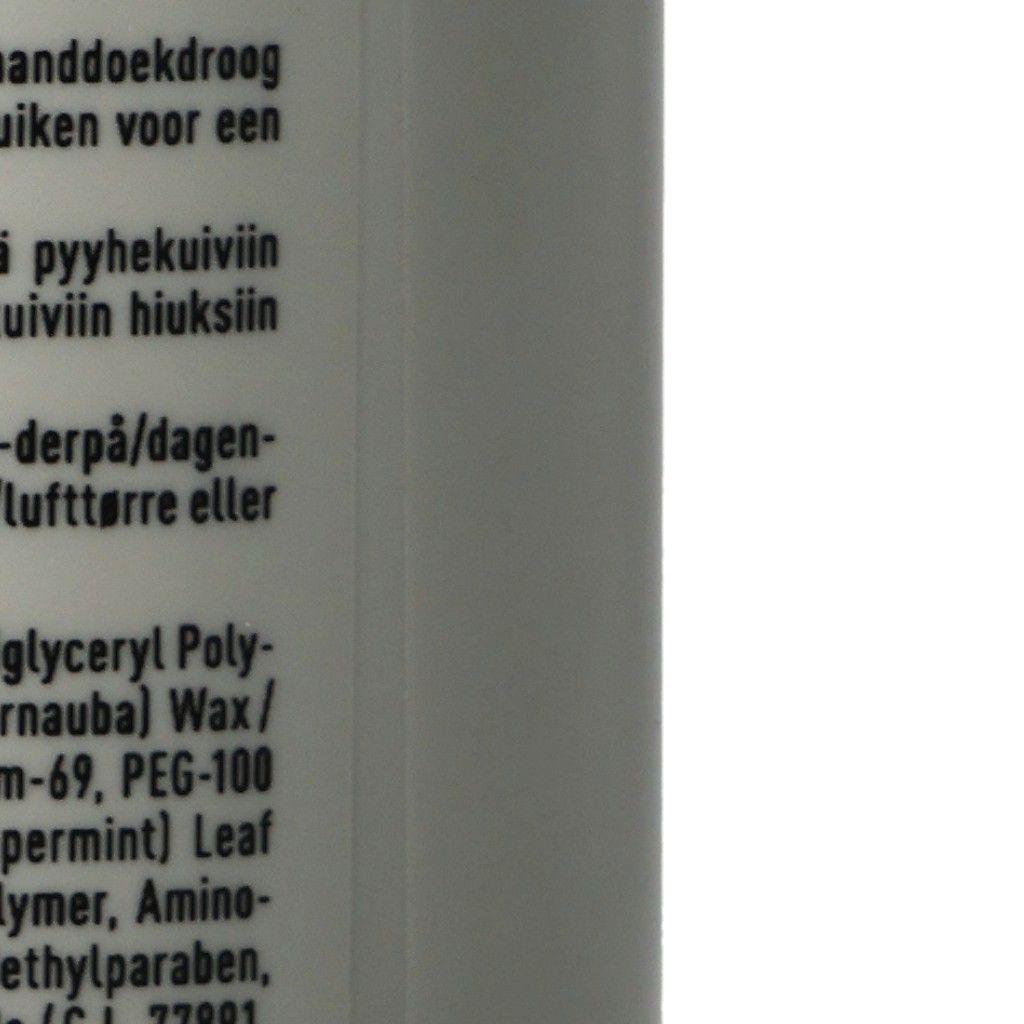 handdoekdroog
uiken voor een
ä pyyhekuiviin
uiviin hiuksiin
-derpå/dagen-
/lufttørre eller
glyceryl Poly-
rnauba) Wax/
m-69, PEG-100
permint) Leaf
lymer, Amino-
ethylparaben,
77891,